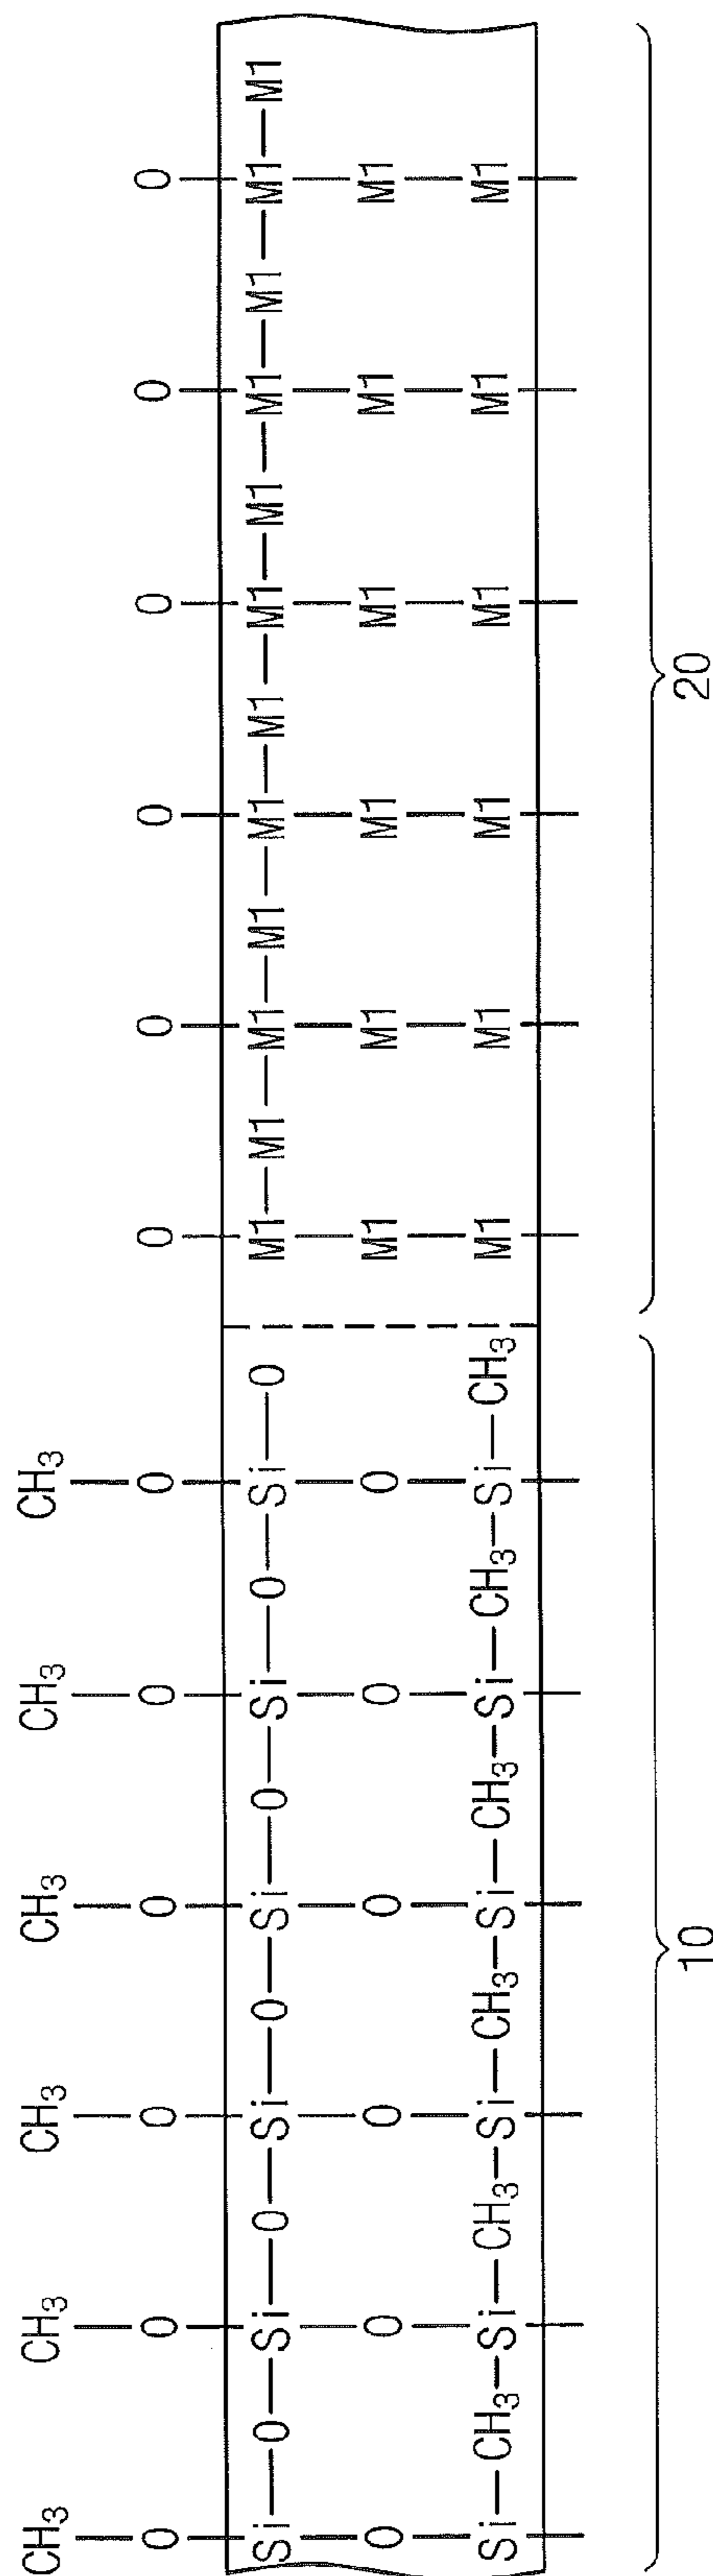 CH₃ CH₃ CH₃ CH₃ CH₃ CH₃
O O O O O O O O O O O O
Si—O—Si—O—Si—O—Si—O—Si—O—Si—O M1—M1—M1—M1—M1—M1—M1—M1—M1—M1—M1—M1
O O O O O O M1 M1 M1 M1 M1 M1
Si—CH₃—Si—CH₃—Si—CH₃—Si—CH₃—Si—CH₃—Si—CH₃ M1 M1 M1 M1 M1 M1
10 20